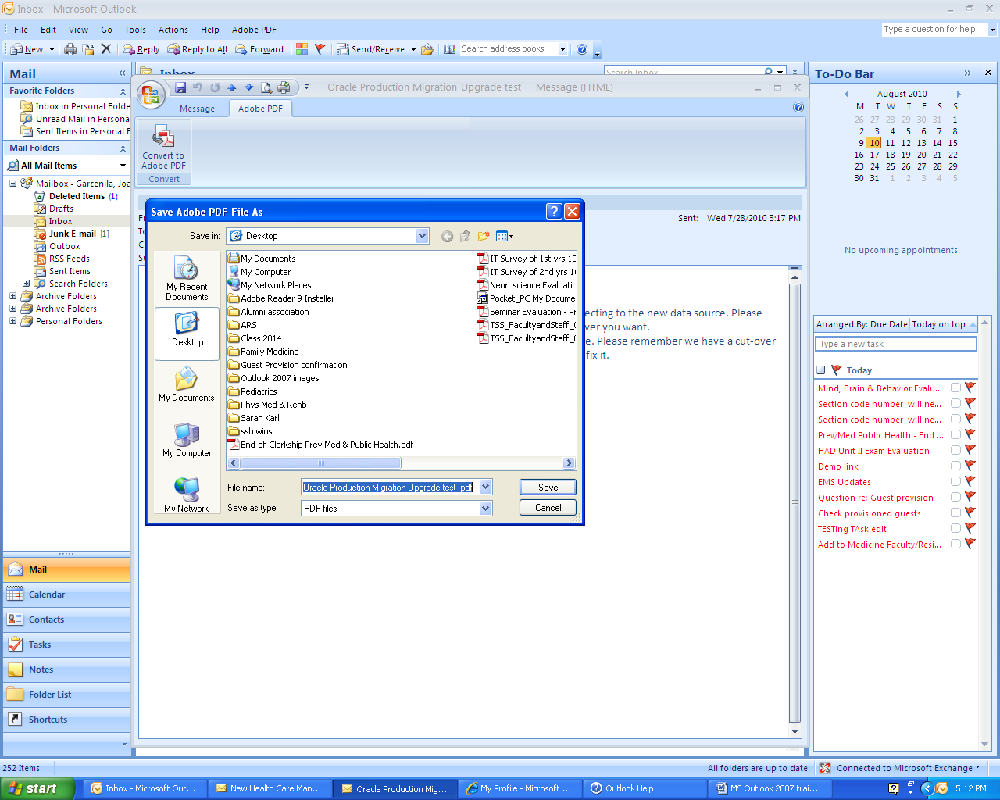 Inbox - Microsoft Outlook
File Edit View Go Tools Actions Help Adobe PDF
Type a question for help
New Reply Reply to All Forward Send/Receive Search address books
Mail
Favorite Folders
Inbox in Personal Folde
Unread Mail in Persona
Sent Items in Personal F
Mail Folders
All Mail Items
Mailbox - Garcenila, Joa
Deleted Items (1)
Drafts
Inbox
Junk E-mail [1]
Outbox
RSS Feeds
Sent Items
Search Folders
Archive Folders
Archive Folders
Personal Folders
Mail
Calendar
Contacts
Tasks
Notes
Folder List
Shortcuts
Inbox
Search Inbox
Oracle Production Migration-Upgrade test - Message (HTML)
Message Adobe PDF
Convert to
Adobe PDF
Convert
Sent: Wed 7/28/2010 3:17 PM
ecting to the new data source. Please
ver you want.
e. Please remember we have a cut-over
fix it.
Save Adobe PDF File As
Save in: Desktop
My Recent
Documents
Desktop
My Documents
My Computer
My Network
My Documents
My Computer
My Network Places
Adobe Reader 9 Installer
Alumni association
ARS
Class 2014
Family Medicine
Guest Provision confirmation
Outlook 2007 images
Pediatrics
Phys Med & Rehb
Sarah Karl
ssh winscp
End-of-Clerkship Prev Med & Public Health.pdf
IT Survey of 1st yrs 10
IT Survey of 2nd yrs 10
Neuroscience Evaluatic
Pocket_PC My Docume
Seminar Evaluation - Pr
TSS_FacultyandStaff_0
TSS_FacultyandStaff_0
File name: Oracle Production Migration-Upgrade test .pdf Save
Save as type: PDF files Cancel
To-Do Bar
August 2010
M T W T F S S
26 27 28 29 30 31 1
2 3 4 5 6 7 8
9 10 11 12 13 14 15
16 17 18 19 20 21 22
23 24 25 26 27 28 29
30 31 1 2 3 4 5
No upcoming appointments.
Arranged By: Due Date Today on top
Type a new task
Today
Mind, Brain & Behavior Evalu...
Section code number will ne...
Section code number will ne...
Prev/Med Public Health - End ...
HAD Unit II Exam Evaluation
Demo link
EMS Updates
Question re: Guest provision
Check provisioned guests
TESTing TAsk edit
Add to Medicine Faculty/Resi...
252 Items
All folders are up to date. Connected to Microsoft Exchange
start Inbox - Microsoft Out... New Health Care Man... Oracle Production Mig... My Profile - Microsoft ... Outlook Help MS Outlook 2007 trai... 5:12 PM